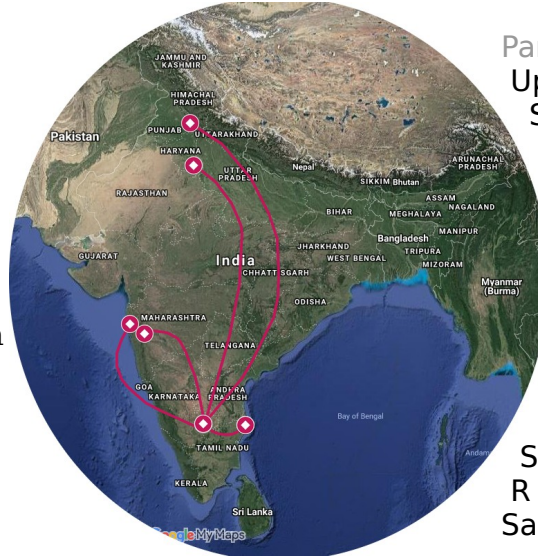 JAMMU AND
KASHMIR
Pa
HIMACHAL
PRADESH
Up
S
PUNJAB
UTTARAKHAND
Pakistan
HARYANA
Nepal
UTTAR
PRADESH
ARUNACHAL
PRADESH
SIKKIM
Bhutan
RAJASTHAN
ASSAM
NAGALAND
BIHAR
MEGHALAYA
MANIPUR
Bangladesh
GUJARAT
India
JHARKHAND
WEST BENGAL
TRIPURA
MIZORAM
CHHATTISGARH
Myanmar
(Burma)
ODISHA
MAHARASHTRA
TELANGANA
GOA
KARNATAKA
ANDHRA
PRADESH
Bay of Bengal
TAMIL NADU
Andam
S
KERALA
R
Sri Lanka
Sa
Google My Maps